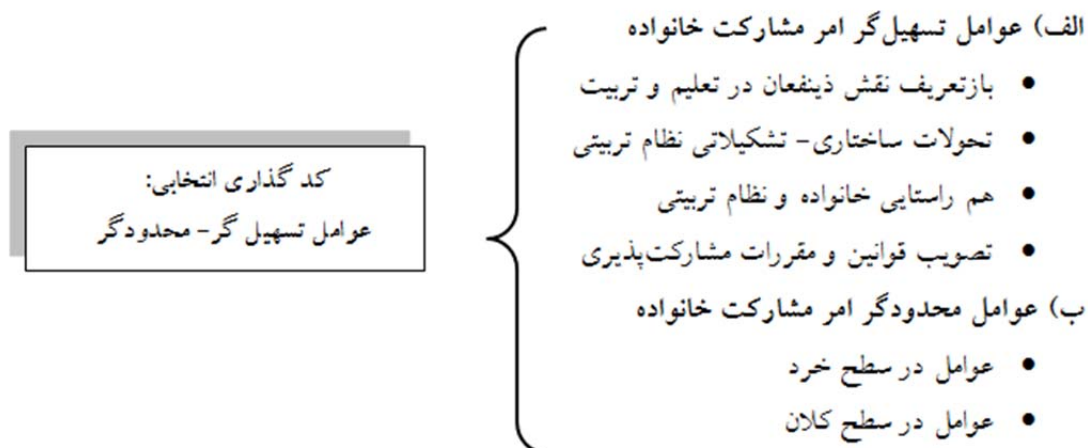 الف) عوامل تسهیل‌گر امر مشارکت خانواده
• بازتعریف نقش ذینفعان در تعلیم و تربیت
• تحولات ساختاری- تشکیلاتی نظام تربیتی
• هم راستایی خانواده و نظام تربیتی
• تصویب قوانین و مقررات مشارکت‌پذیری
ب) عوامل محدودگر امر مشارکت خانواده
• عوامل در سطح خرد
• عوامل در سطح کلان
کد گذاری انتخابی:
عوامل تسهیل گر- محدودگر